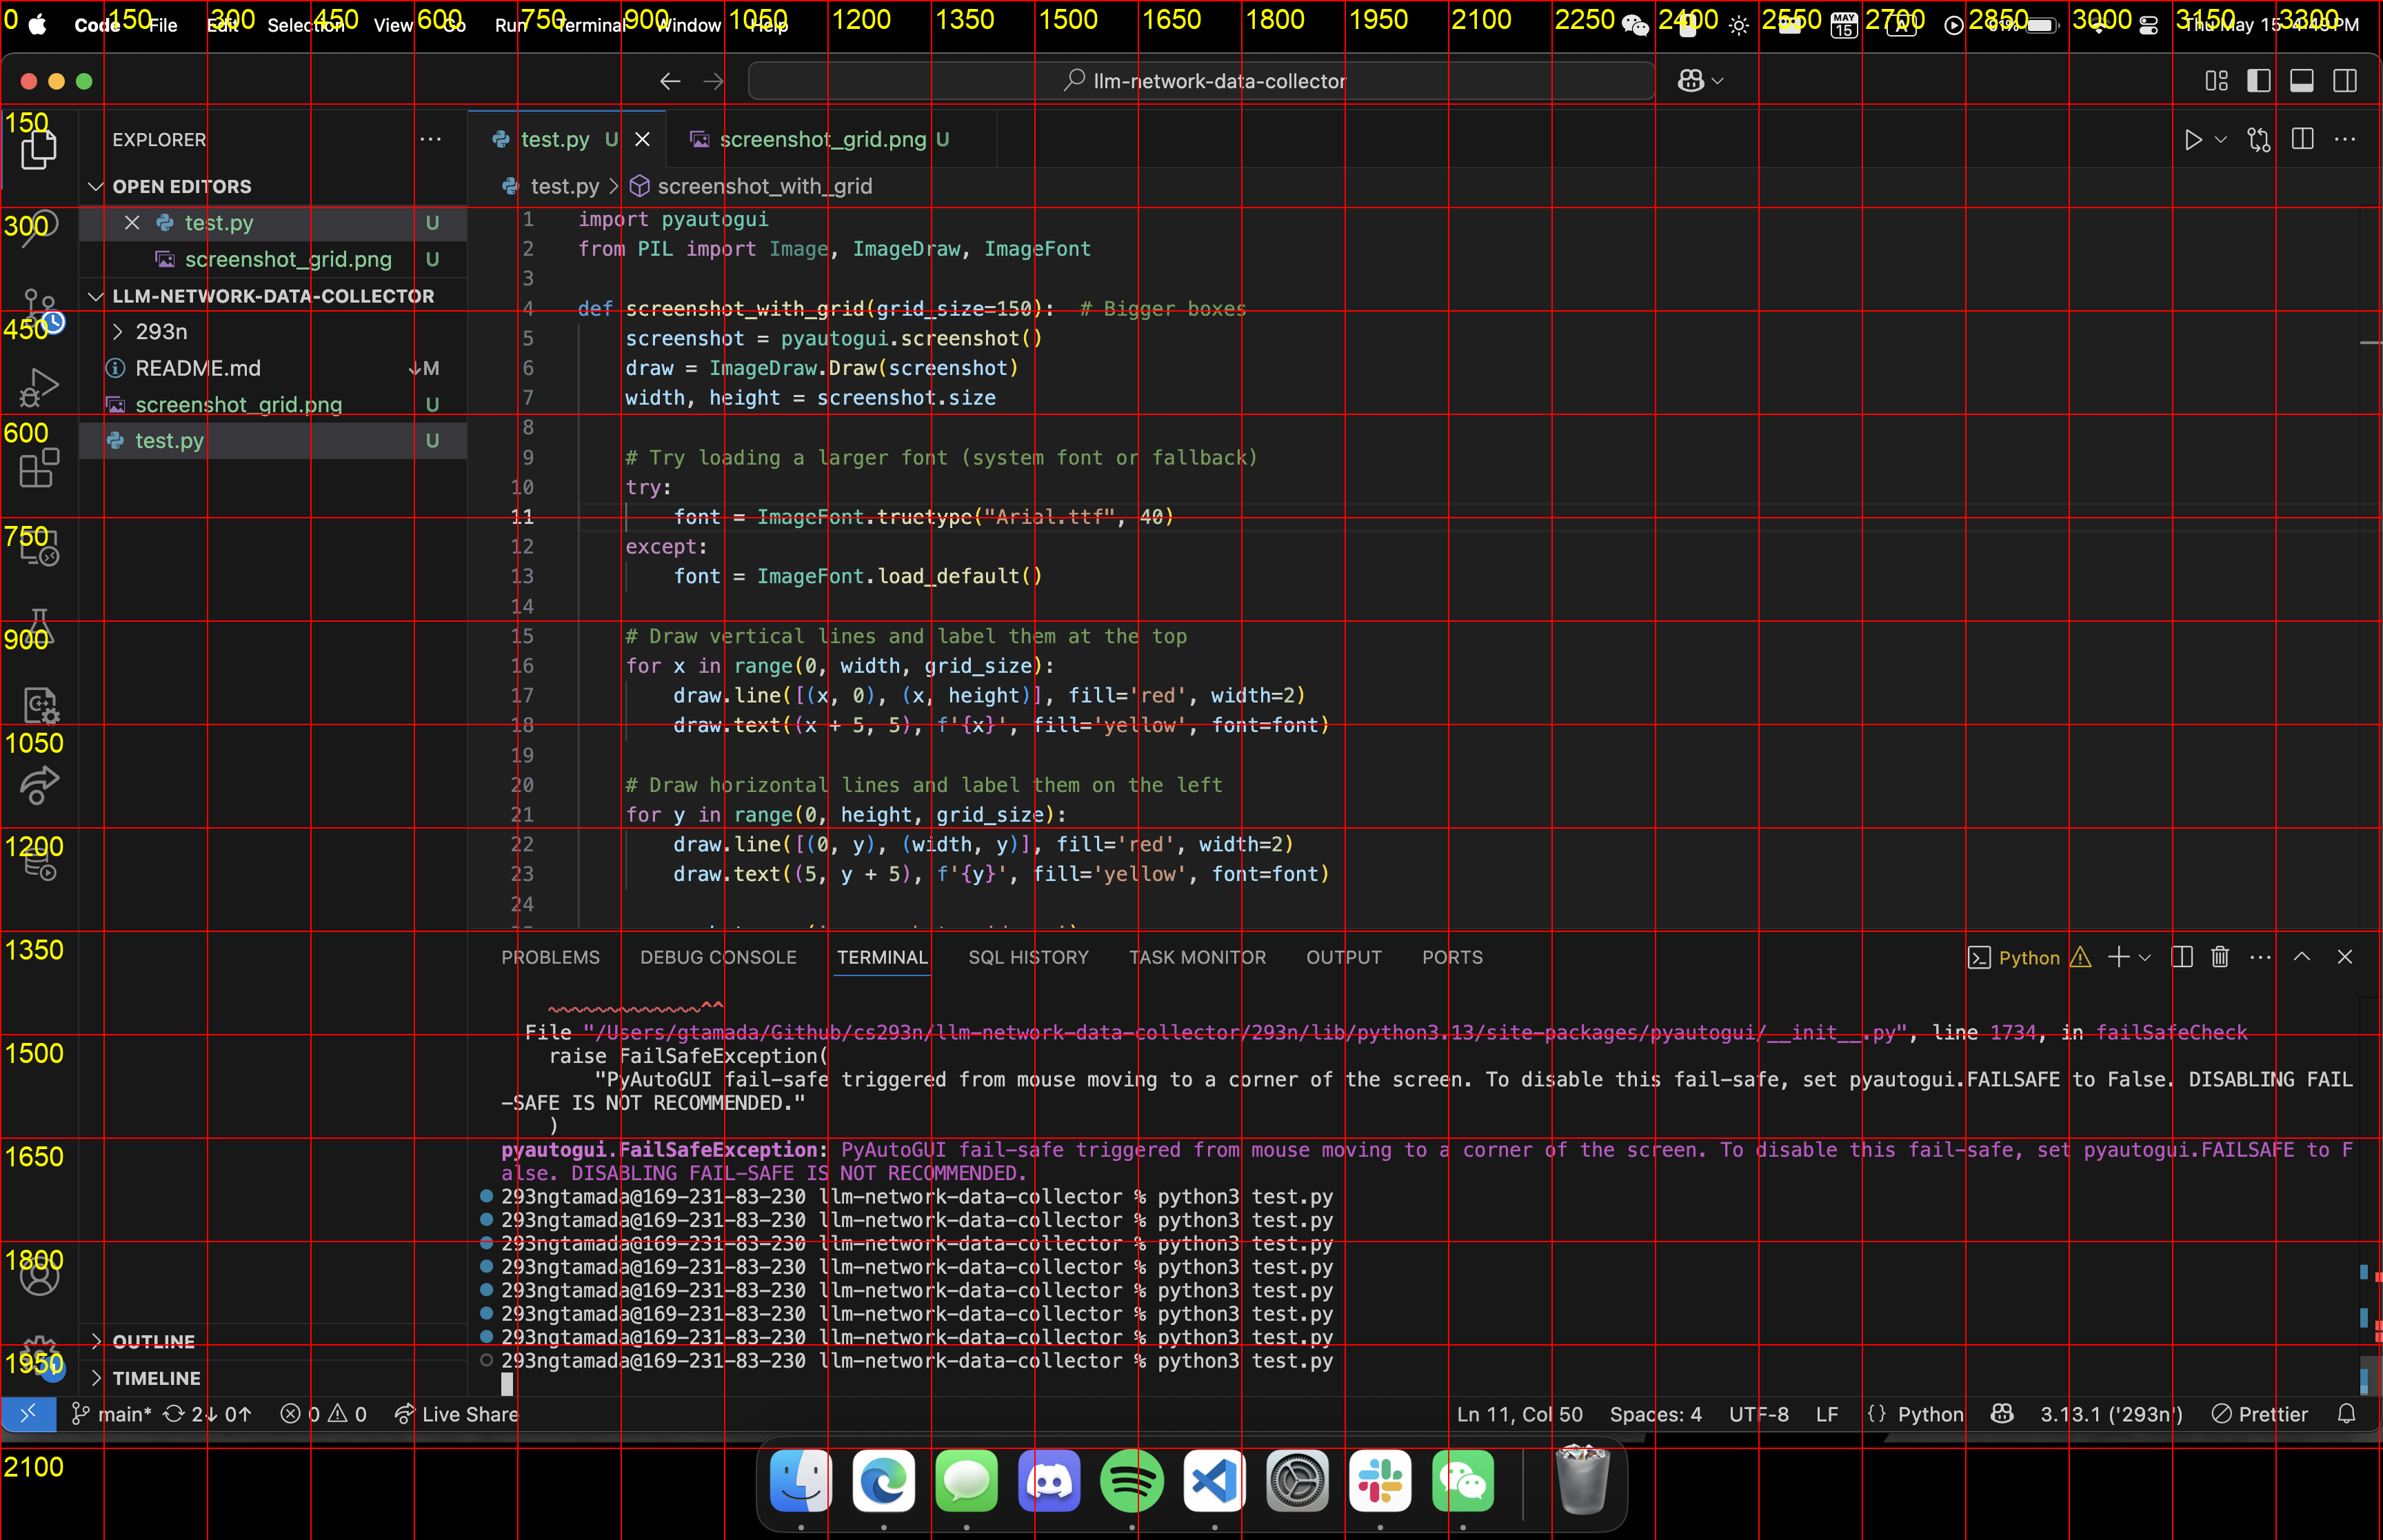 0 150 300 450 600 750 900 1050 1200 1350 1500 1650 1800 1950 2100 2250 2400 2550 2700 2850 3000 3150 3300
Code File Edit Selection View Go Run Terminal Window Help MAY 15 A 91% Thu May 15 4:49 PM
llm-network-data-collector
150
EXPLORER
test.py U
screenshot_grid.png U
OPEN EDITORS
test.py > screenshot_with_grid
300
test.py U
screenshot_grid.png U
LLM-NETWORK-DATA-COLLECTOR
450
293n
README.md M
screenshot_grid.png U
600
test.py U
750
900
1050
1200
1 import pyautogui
2 from PIL import Image, ImageDraw, ImageFont
3
4 def screenshot_with_grid(grid_size=150):  # Bigger boxes
5 screenshot = pyautogui.screenshot()
6 draw = ImageDraw.Draw(screenshot)
7 width, height = screenshot.size
8
9 # Try loading a larger font (system font or fallback)
10 try:
11 font = ImageFont.truetype("Arial.ttf", 40)
12 except:
13 font = ImageFont.load_default()
14
15 # Draw vertical lines and label them at the top
16 for x in range(0, width, grid_size):
17 draw.line([(x, 0), (x, height)], fill='red', width=2)
18 draw.text((x + 5, 5), f'{x}', fill='yellow', font=font)
19
20 # Draw horizontal lines and label them on the left
21 for y in range(0, height, grid_size):
22 draw.line([(0, y), (width, y)], fill='red', width=2)
23 draw.text((5, y + 5), f'{y}', fill='yellow', font=font)
24
1350
PROBLEMS DEBUG CONSOLE TERMINAL SQL HISTORY TASK MONITOR OUTPUT PORTS
Python
~~~~~~~~~~~~~^^
File "/Users/gtamada/Github/cs293n/llm-network-data-collector/293n/lib/python3.13/site-packages/pyautogui/__init__.py", line 1734, in failSafeCheck
1500
raise FailSafeException(
"PyAutoGUI fail-safe triggered from mouse moving to a corner of the screen. To disable this fail-safe, set pyautogui.FAILSAFE to False. DISABLING FAIL
-SAFE IS NOT RECOMMENDED."
)
1650
pyautogui.FailSafeException: PyAutoGUI fail-safe triggered from mouse moving to a corner of the screen. To disable this fail-safe, set pyautogui.FAILSAFE to F
alse. DISABLING FAIL-SAFE IS NOT RECOMMENDED.
293ngtamada@169-231-83-230 llm-network-data-collector % python3 test.py
293ngtamada@169-231-83-230 llm-network-data-collector % python3 test.py
293ngtamada@169-231-83-230 llm-network-data-collector % python3 test.py
1800
293ngtamada@169-231-83-230 llm-network-data-collector % python3 test.py
293ngtamada@169-231-83-230 llm-network-data-collector % python3 test.py
293ngtamada@169-231-83-230 llm-network-data-collector % python3 test.py
293ngtamada@169-231-83-230 llm-network-data-collector % python3 test.py
293ngtamada@169-231-83-230 llm-network-data-collector % python3 test.py
OUTLINE
1950
TIMELINE
main* 2↓ 0↑ 0 0 Live Share Ln 11, Col 50 Spaces: 4 UTF-8 LF {} Python 3.13.1 ('293n') Prettier
2100